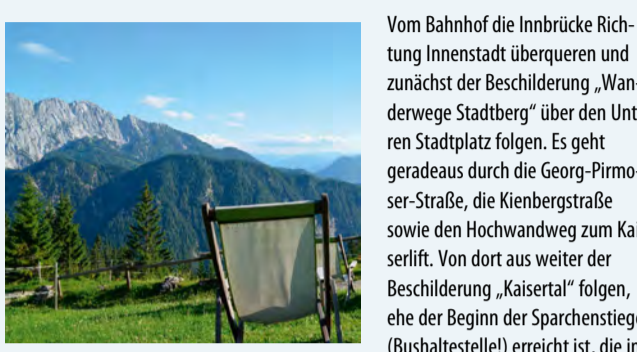 Vom Bahnhof die Innbrücke Rich-
tung Innenstadt überqueren und
zunächst der Beschilderung „Wan-
derwege Stadtberg“ über den Unt
ren Stadtplatz folgen. Es geht
geradeaus durch die Georg-Pirmo-
ser-Straße, die Kienbergstraße
sowie den Hochwandweg zum Kai
serlift. Von dort aus weiter der
Beschilderung „Kaisertal“ folgen,
ehe der Beginn der Sparchenstiege
(Bushaltestelle!) erreicht ist, die in